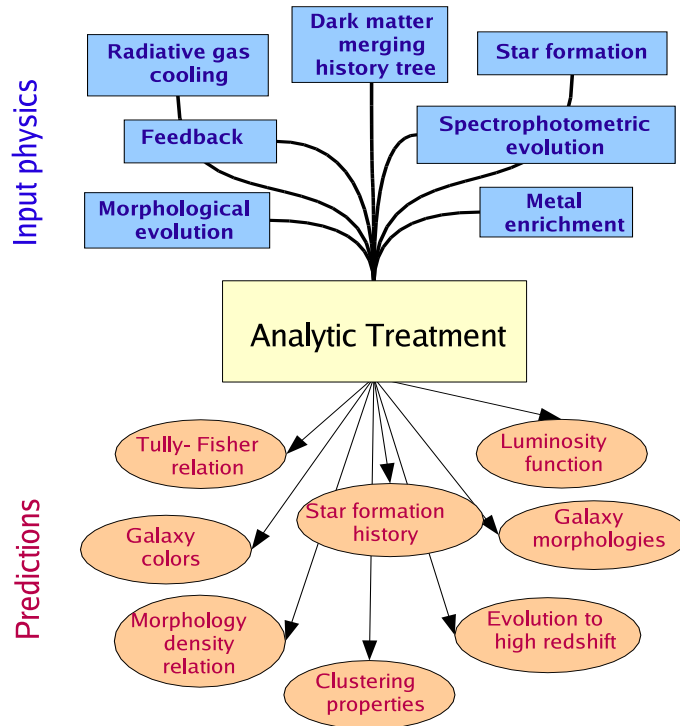 Input physics
Radiative gas
cooling
Dark matter
merging
history tree
Star formation
Feedback
Spectrophotometric
evolution
Morphological
evolution
Metal
enrichment
Analytic Treatment
Predictions
Tully- Fisher
relation
Luminosity
function
Star formation
history
Galaxy
colors
Galaxy
morphologies
Morphology
density
relation
Evolution to
high redshift
Clustering
properties